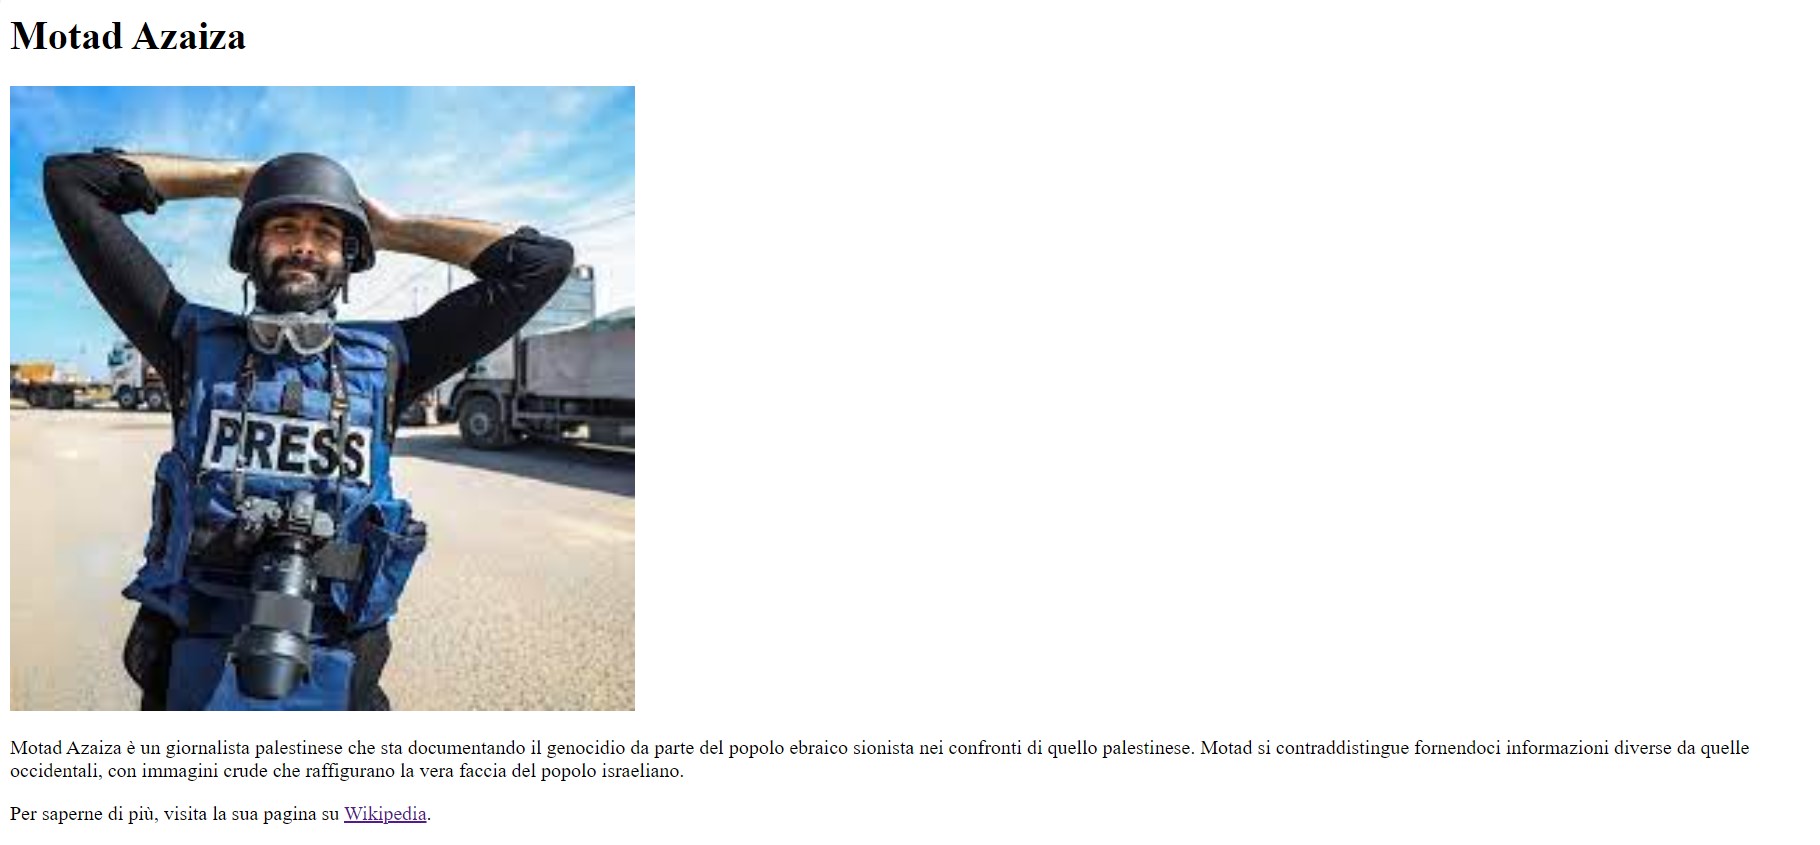 Motad Azaiza
PRESS
Motad Azaiza è un giornalista palestinese che sta documentando il genocidio da parte del popolo ebraico sionista nei confronti di quello palestinese. Motad si contraddistingue fornendoci informazioni diverse da quelle
occidentali, con immagini crude che raffigurano la vera faccia del popolo israeliano.
Per saperne di più, visita la sua pagina su Wikipedia.